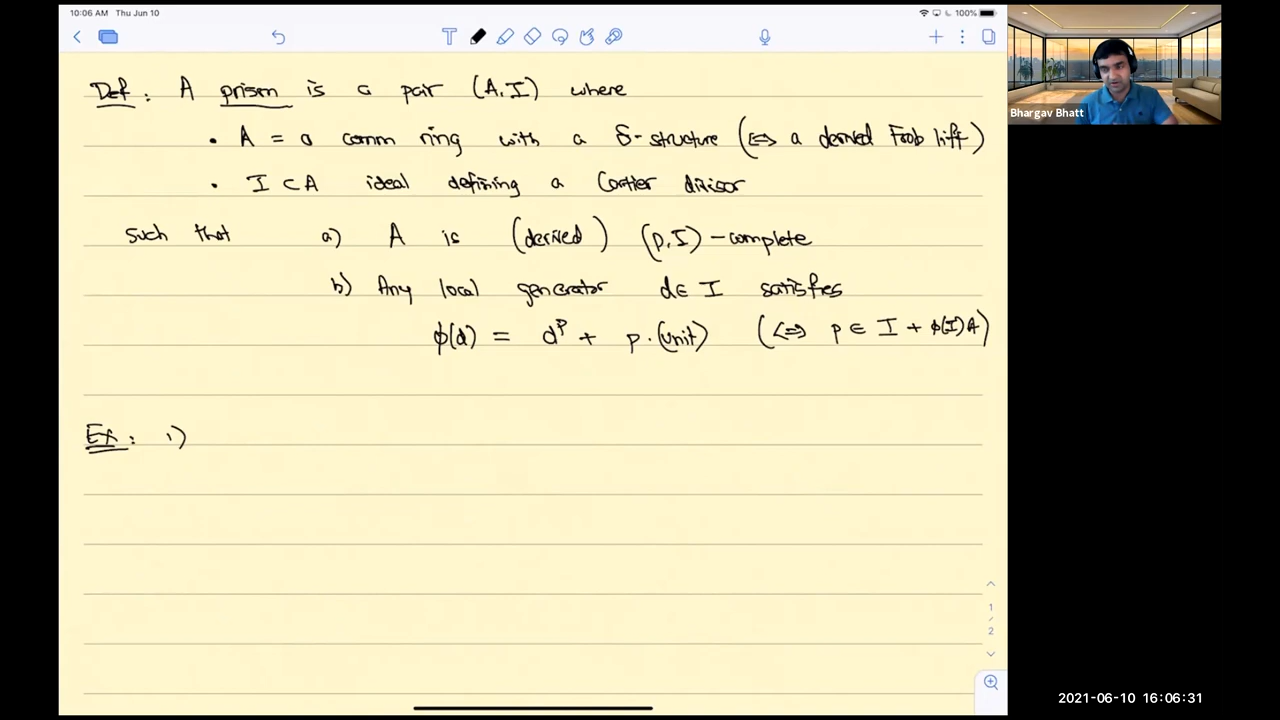 10:06 AM Thu Jun 10
100%
Def: A prism is a pair (A,I) where
• A = a comm ring with a δ-structure (⇔ a derived Frob lift)
• I ⊂ A ideal defining a Cartier divisor
such that a) A is (derived) (p,I)-complete
b) Any local generator d∈ I satisfies
ϕ(d) = d^p + p·(unit) (⇔ p ∈ I + ϕ(I)A)
Ex: 1)
1
/
2
Bhargav Bhatt
2021-06-10 16:06:31